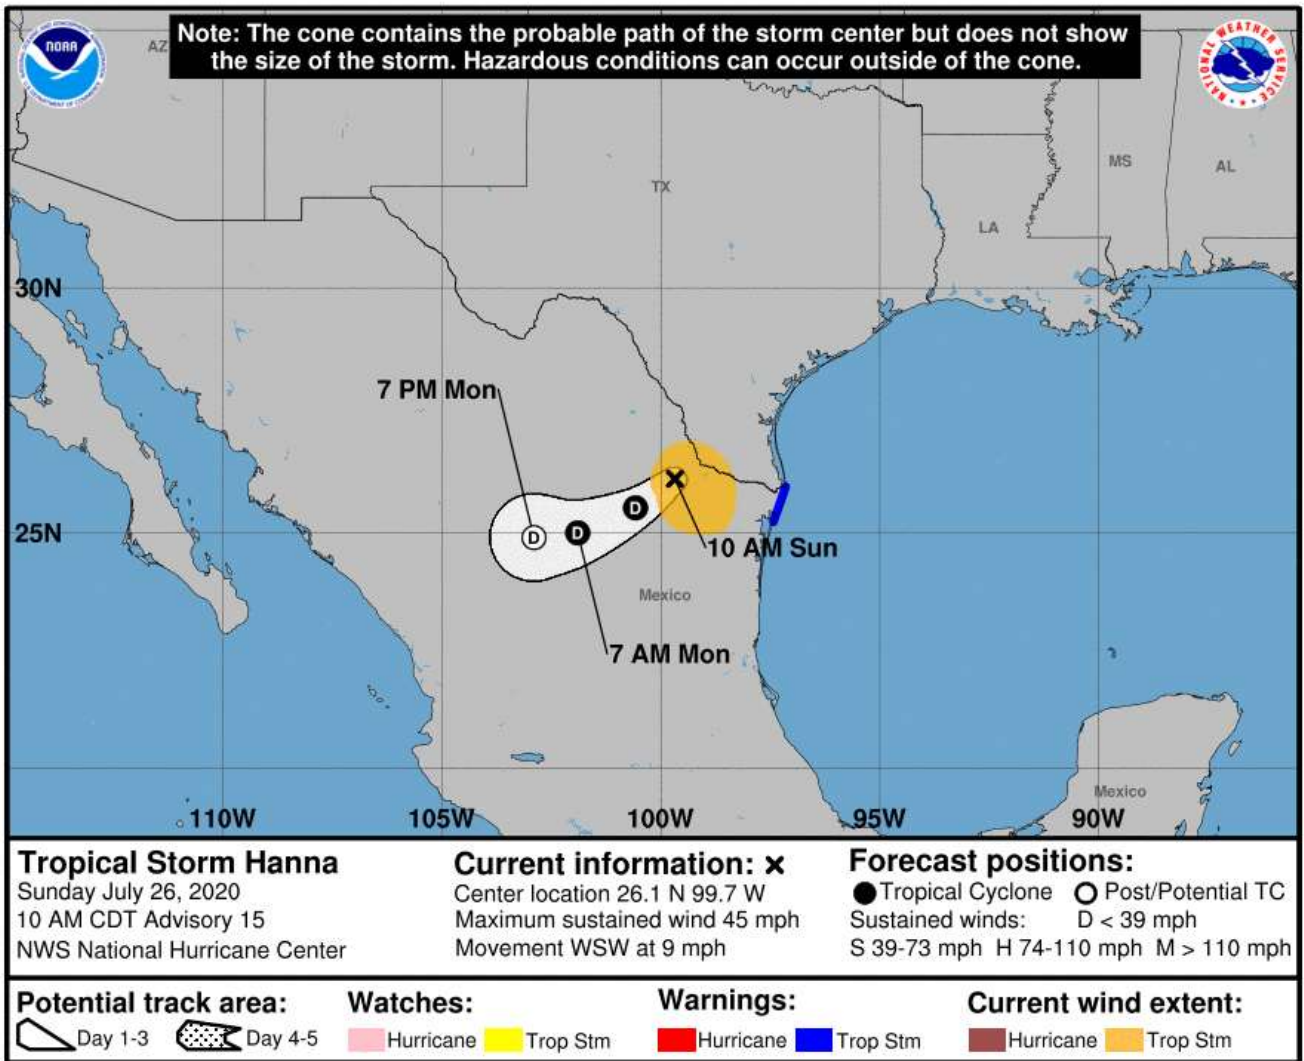 Note: The cone contains the probable path of the storm center but does not show
the size of the storm. Hazardous conditions can occur outside of the cone.
NOAA
NATIONAL WEATHER SERVICE
AZ
TX
MS
AL
LA
30N
7 PM Mon
D
D
D
25N
10 AM Sun
Mexico
7 AM Mon
Mexico
110W
105W
100W
95W
90W
Tropical Storm Hanna
Sunday July 26, 2020
10 AM CDT Advisory 15
NWS National Hurricane Center
Current information: x
Center location 26.1 N 99.7 W
Maximum sustained wind 45 mph
Movement WSW at 9 mph
Forecast positions:
Tropical Cyclone Post/Potential TC
Sustained winds: D < 39 mph
S 39-73 mph H 74-110 mph M > 110 mph
Potential track area:
Day 1-3 Day 4-5
Watches:
Hurricane Trop Stm
Warnings:
Hurricane Trop Stm
Current wind extent:
Hurricane Trop Stm